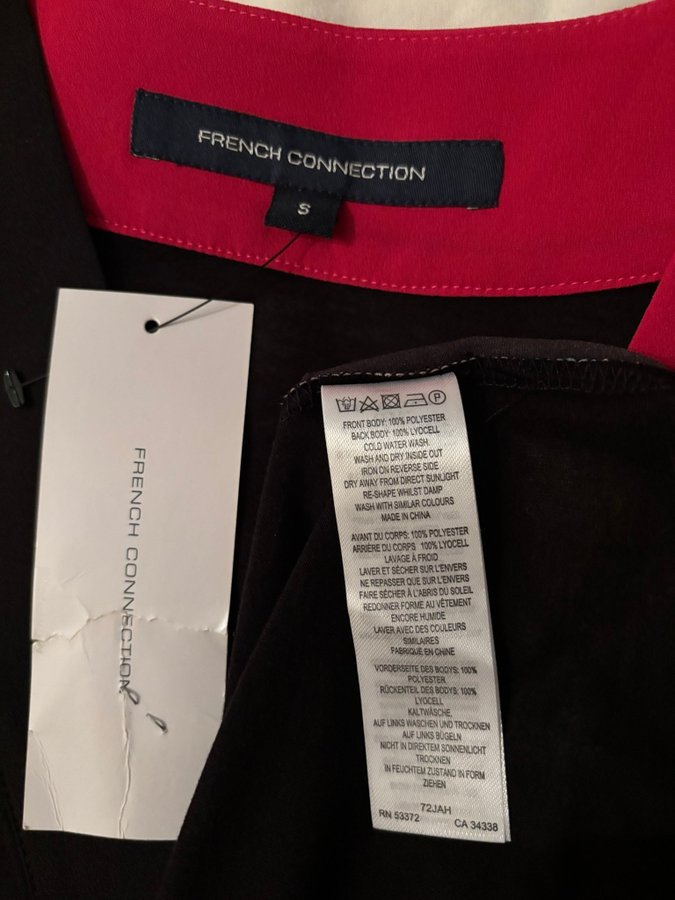 FRENCH CONNECTION
S
FRENCH CONNECTION
FRONT BODY: 100% POLYESTER
BACK BODY: 100% LYOCELL
COLD WATER WASH.
WASH AND DRY INSIDE OUT
IRON ON REVERSE SIDE
DRY AWAY FROM DIRECT SUNLIGHT
RE-SHAPE WHILST DAMP
WASH WITH SIMILAR COLOURS
MADE IN CHINA
AVANT DU CORPS: 100% POLYESTER
ARRIÈRE DU CORPS 100% LYOCELL
LAVAGE À FROID
LAVER ET SÉCHER SUR L'ENVERS
NE REPASSER QUE SUR L'ENVERS
FAIRE SÉCHER À L'ABRIS DU SOLEIL
REDONNER FORME AU VÊTEMENT
ENCORE HUMIDE
LAVER AVEC DES COULEURS
SIMILAIRES
FABRIQUÉ EN CHINE
VORDERSEITE DES BODYS: 100%
POLYESTER
RÜCKENTEIL DES BODYS: 100%
LYOCELL
KALTWÄSCHE,
AUF LINKS WASCHEN UND TROCKNEN
AUF LINKS BÜGELN
NICHT IN DIREKTEM SONNENLICHT
TROCKNEN
IN FEUCHTEM ZUSTAND IN FORM
ZIEHEN
72JAH
RN 53372 CA 34338